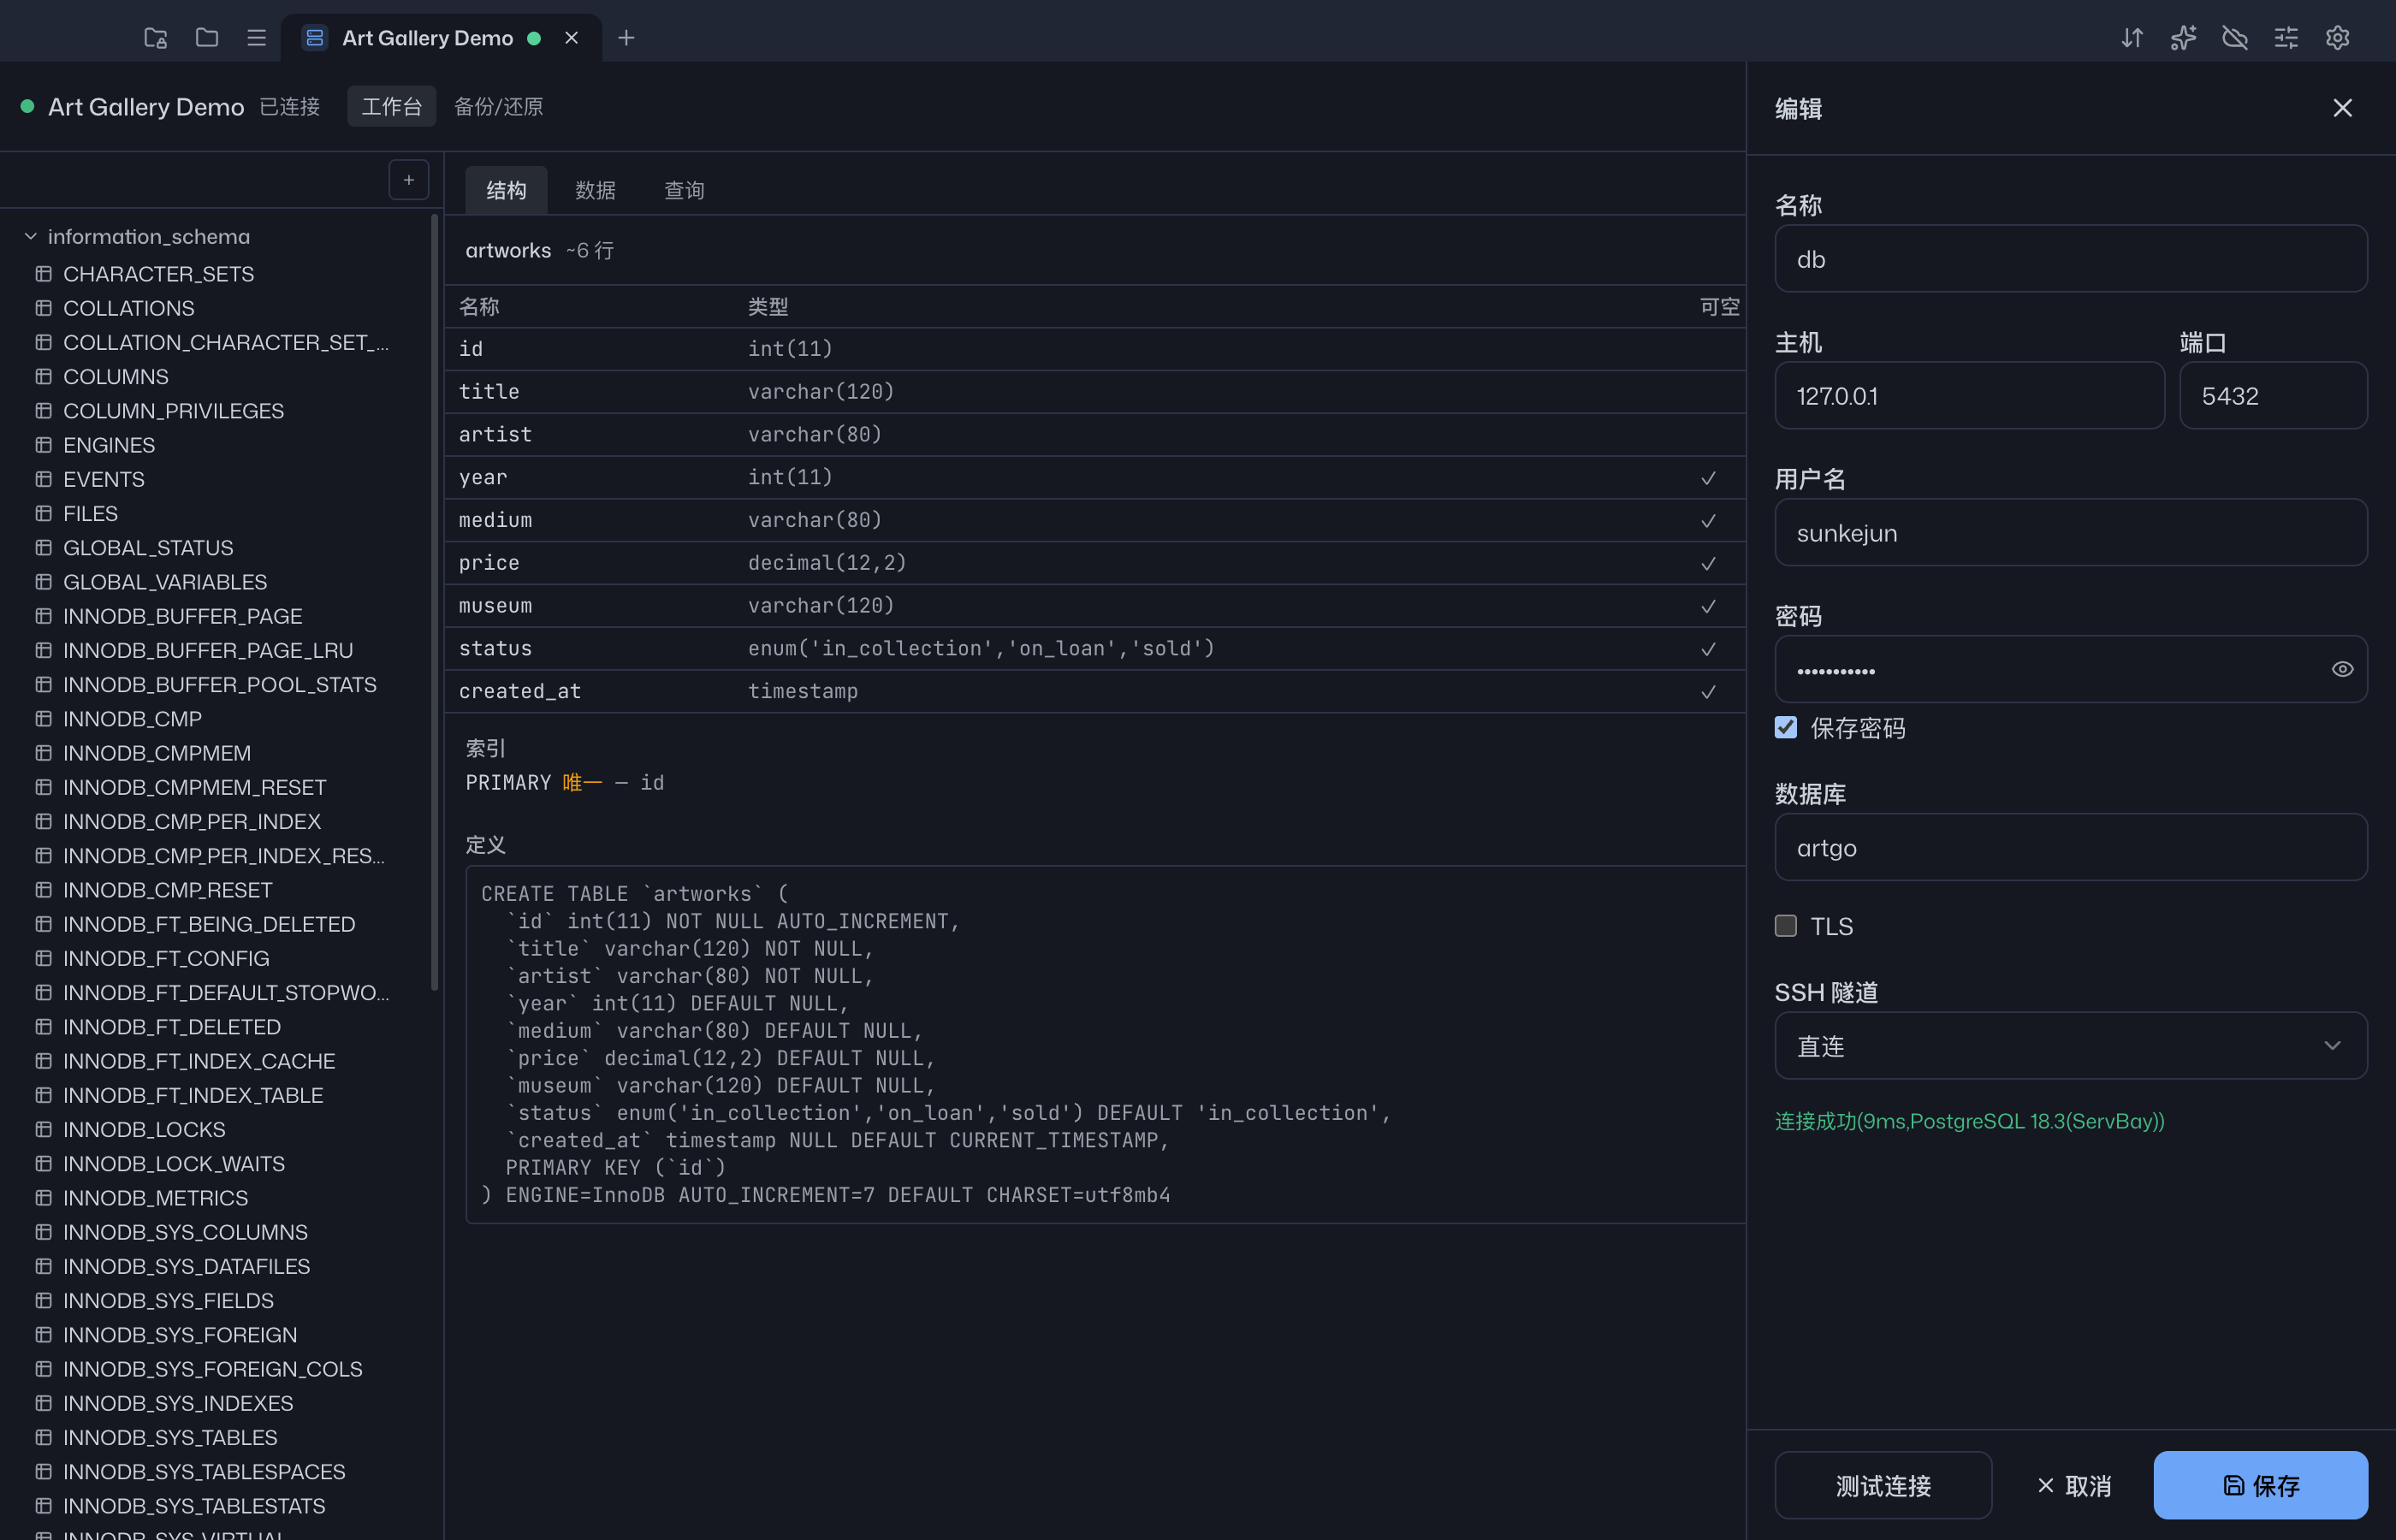 Art Gallery Demo
Art Gallery Demo 已连接 工作台 备份/还原
information_schema
CHARACTER_SETS
COLLATIONS
COLLATION_CHARACTER_SET_...
COLUMNS
COLUMN_PRIVILEGES
ENGINES
EVENTS
FILES
GLOBAL_STATUS
GLOBAL_VARIABLES
INNODB_BUFFER_PAGE
INNODB_BUFFER_PAGE_LRU
INNODB_BUFFER_POOL_STATS
INNODB_CMP
INNODB_CMPMEM
INNODB_CMPMEM_RESET
INNODB_CMP_PER_INDEX
INNODB_CMP_PER_INDEX_RES...
INNODB_CMP_RESET
INNODB_FT_BEING_DELETED
INNODB_FT_CONFIG
INNODB_FT_DEFAULT_STOPWO...
INNODB_FT_DELETED
INNODB_FT_INDEX_CACHE
INNODB_FT_INDEX_TABLE
INNODB_LOCKS
INNODB_LOCK_WAITS
INNODB_METRICS
INNODB_SYS_COLUMNS
INNODB_SYS_DATAFILES
INNODB_SYS_FIELDS
INNODB_SYS_FOREIGN
INNODB_SYS_FOREIGN_COLS
INNODB_SYS_INDEXES
INNODB_SYS_TABLES
INNODB_SYS_TABLESPACES
INNODB_SYS_TABLESTATS
INNODB_SYS_VIRTUAL
结构 数据 查询
artworks ~6 行
名称 类型 可空
id int(11)
title varchar(120)
artist varchar(80)
year int(11) ✓
medium varchar(80) ✓
price decimal(12,2) ✓
museum varchar(120) ✓
status enum('in_collection','on_loan','sold') ✓
created_at timestamp ✓
索引
PRIMARY 唯一 — id
定义
CREATE TABLE `artworks` (
`id` int(11) NOT NULL AUTO_INCREMENT,
`title` varchar(120) NOT NULL,
`artist` varchar(80) NOT NULL,
`year` int(11) DEFAULT NULL,
`medium` varchar(80) DEFAULT NULL,
`price` decimal(12,2) DEFAULT NULL,
`museum` varchar(120) DEFAULT NULL,
`status` enum('in_collection','on_loan','sold') DEFAULT 'in_collection',
`created_at` timestamp NULL DEFAULT CURRENT_TIMESTAMP,
PRIMARY KEY (`id`)
) ENGINE=InnoDB AUTO_INCREMENT=7 DEFAULT CHARSET=utf8mb4
编辑
名称
db
主机 端口
127.0.0.1 5432
用户名
sunkejun
密码
•••••••••••
保存密码
数据库
artgo
TLS
SSH 隧道
直连
连接成功(9ms,PostgreSQL 18.3(ServBay))
测试连接 取消 保存